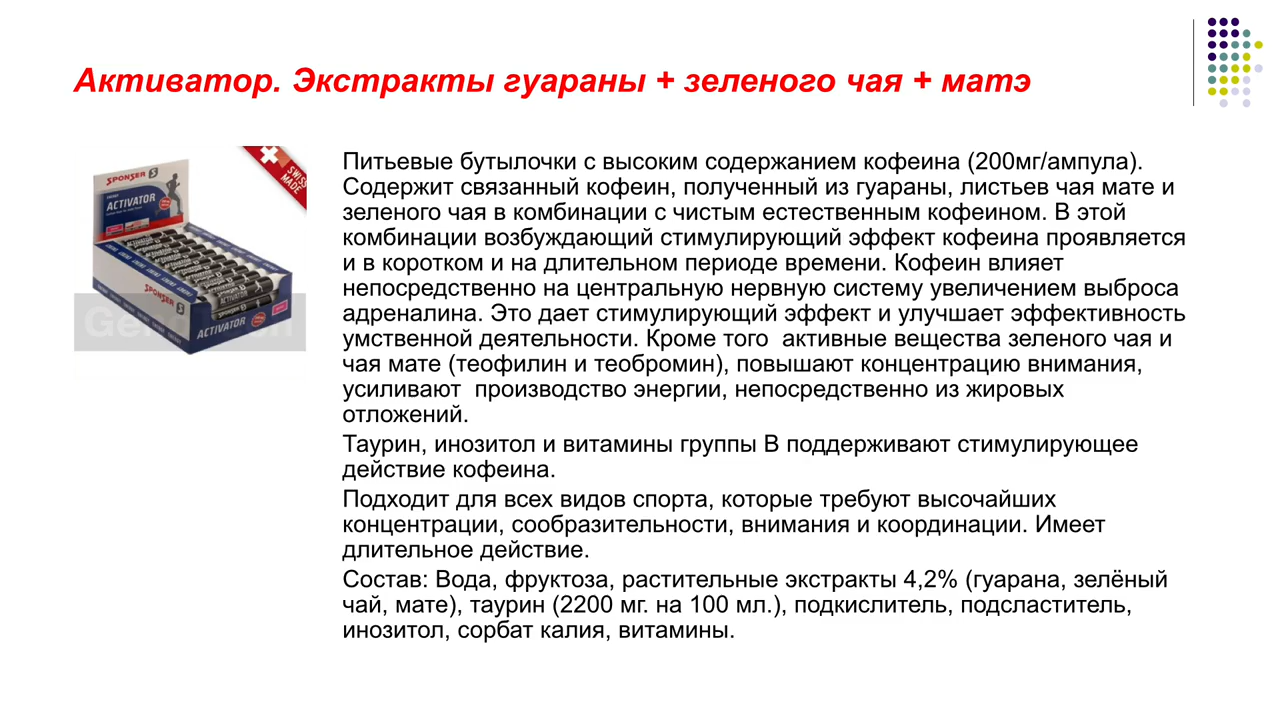 Активатор. Экстракты гуараны + зеленого чая + матэ
SWISS
MADE
SPONSER S
ACTIVATOR
SPONSER S
ACTIVATOR
ACTIVATOR
Питьевые бутылочки с высоким содержанием кофеина (200мг/ампула).
Содержит связанный кофеин, полученный из гуараны, листьев чая мате и
зеленого чая в комбинации с чистым естественным кофеином. В этой
комбинации возбуждающий стимулирующий эффект кофеина проявляется
и в коротком и на длительном периоде времени. Кофеин влияет
непосредственно на центральную нервную систему увеличением выброса
адреналина. Это дает стимулирующий эффект и улучшает эффективность
умственной деятельности. Кроме того  активные вещества зеленого чая и
чая мате (теофилин и теобромин), повышают концентрацию внимания,
усиливают  производство энергии, непосредственно из жировых
отложений.
Таурин, инозитол и витамины группы В поддерживают стимулирующее
действие кофеина.
Подходит для всех видов спорта, которые требуют высочайших
концентрации, сообразительности, внимания и координации. Имеет
длительное действие.
Состав: Вода, фруктоза, растительные экстракты 4,2% (гуарана, зелёный
чай, мате), таурин (2200 мг. на 100 мл.), подкислитель, подсластитель,
инозитол, сорбат калия, витамины.